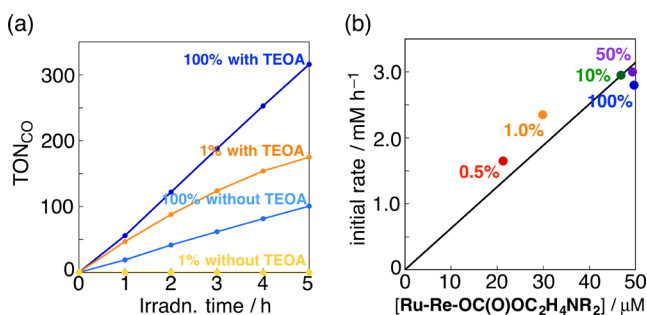 (a)
TON_CO
300
200
100
0
100% with TEOA
1% with TEOA
100% without TEOA
1% without TEOA
0 1 2 3 4 5
Irradn. time / h
(b)
initial rate / mM h⁻¹
3.0
2.0
1.0
0
50%
10%
100%
1.0%
0.5%
0 10 20 30 40 50
[Ru-Re-OC(O)OC₂H₄NR₂] / μM